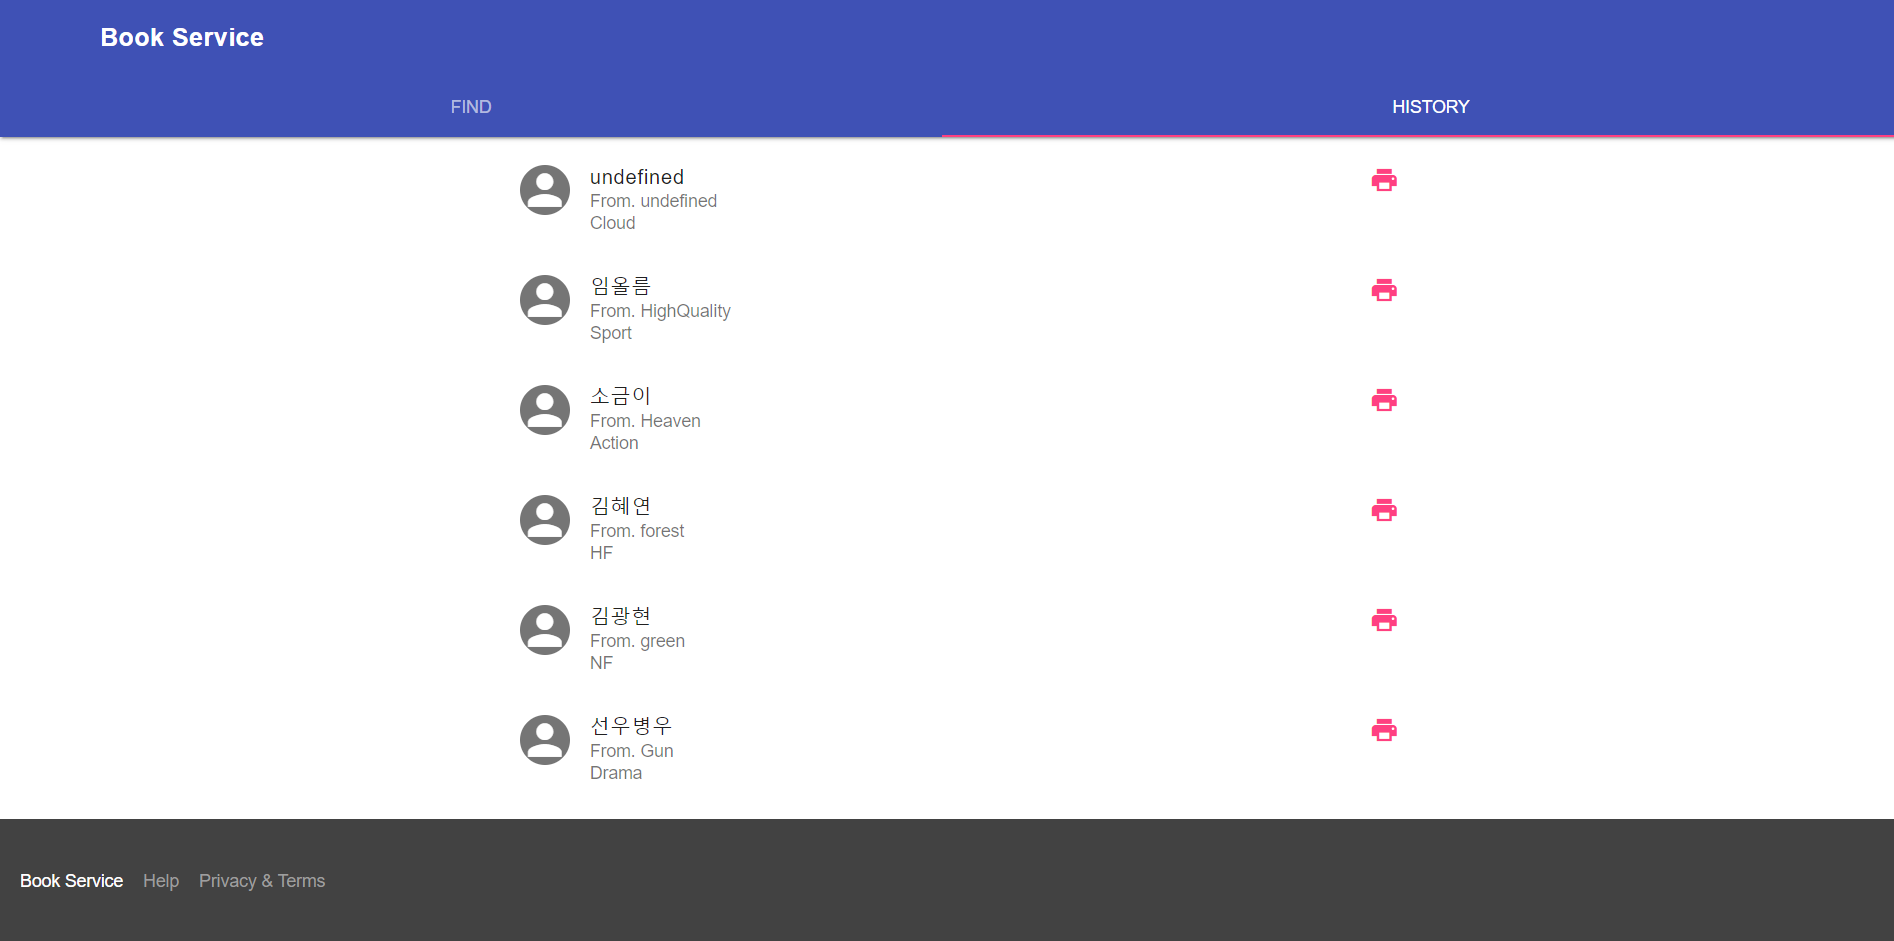 Book Service
FIND
HISTORY
undefined
From. undefined
Cloud
임올름
From. HighQuality
Sport
소금이
From. Heaven
Action
김혜연
From. forest
HF
김광현
From. green
NF
선우병우
From. Gun
Drama
Book Service Help Privacy & Terms